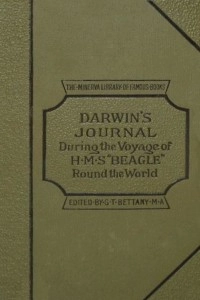 THE·MINERVA·LIBRARY·OF·FAMOUS·BOOKS
DARWIN'S
JOURNAL
During the Voyage of
H·M·S "BEAGLE"
Round the World
EDITED·BY·G·T·BETTANY·M·A